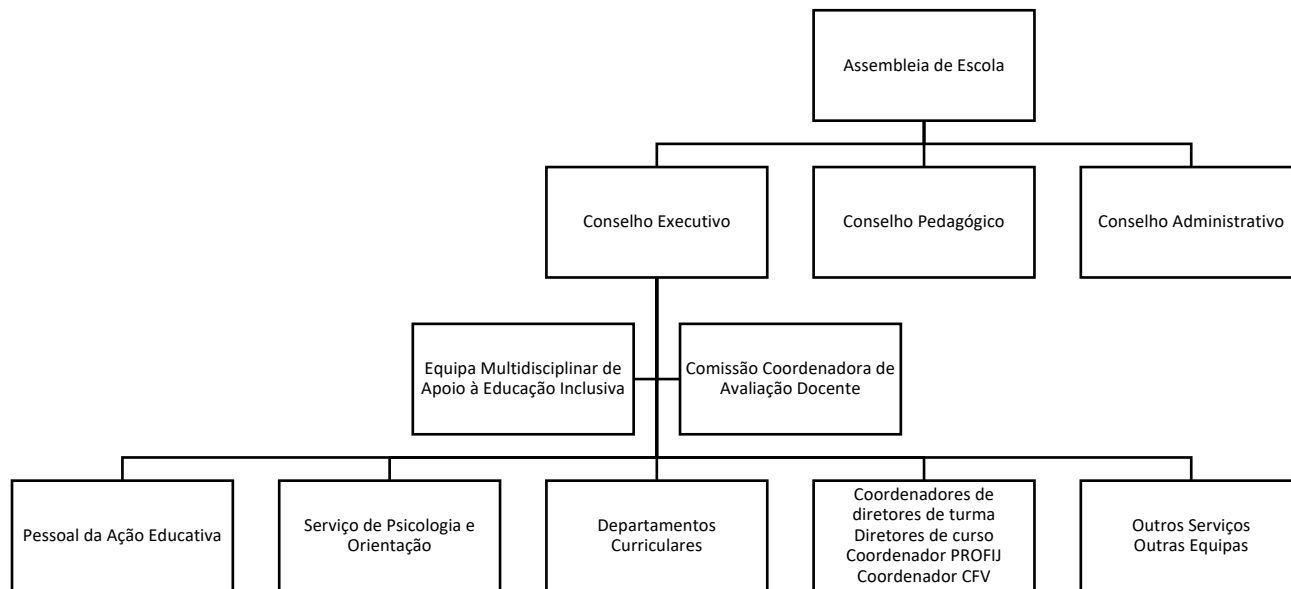 Assembleia de Escola
Conselho Executivo
Conselho Pedagógico
Conselho Administrativo
Equipa Multidisciplinar de
Apoio à Educação Inclusiva
Comissão Coordenadora de
Avaliação Docente
Pessoal da Ação Educativa
Serviço de Psicologia e
Orientação
Departamentos
Curriculares
Coordenadores de
diretores de turma
Diretores de curso
Coordenador PROFIJ
Coordenador CFV
Outros Serviços
Outras Equipas